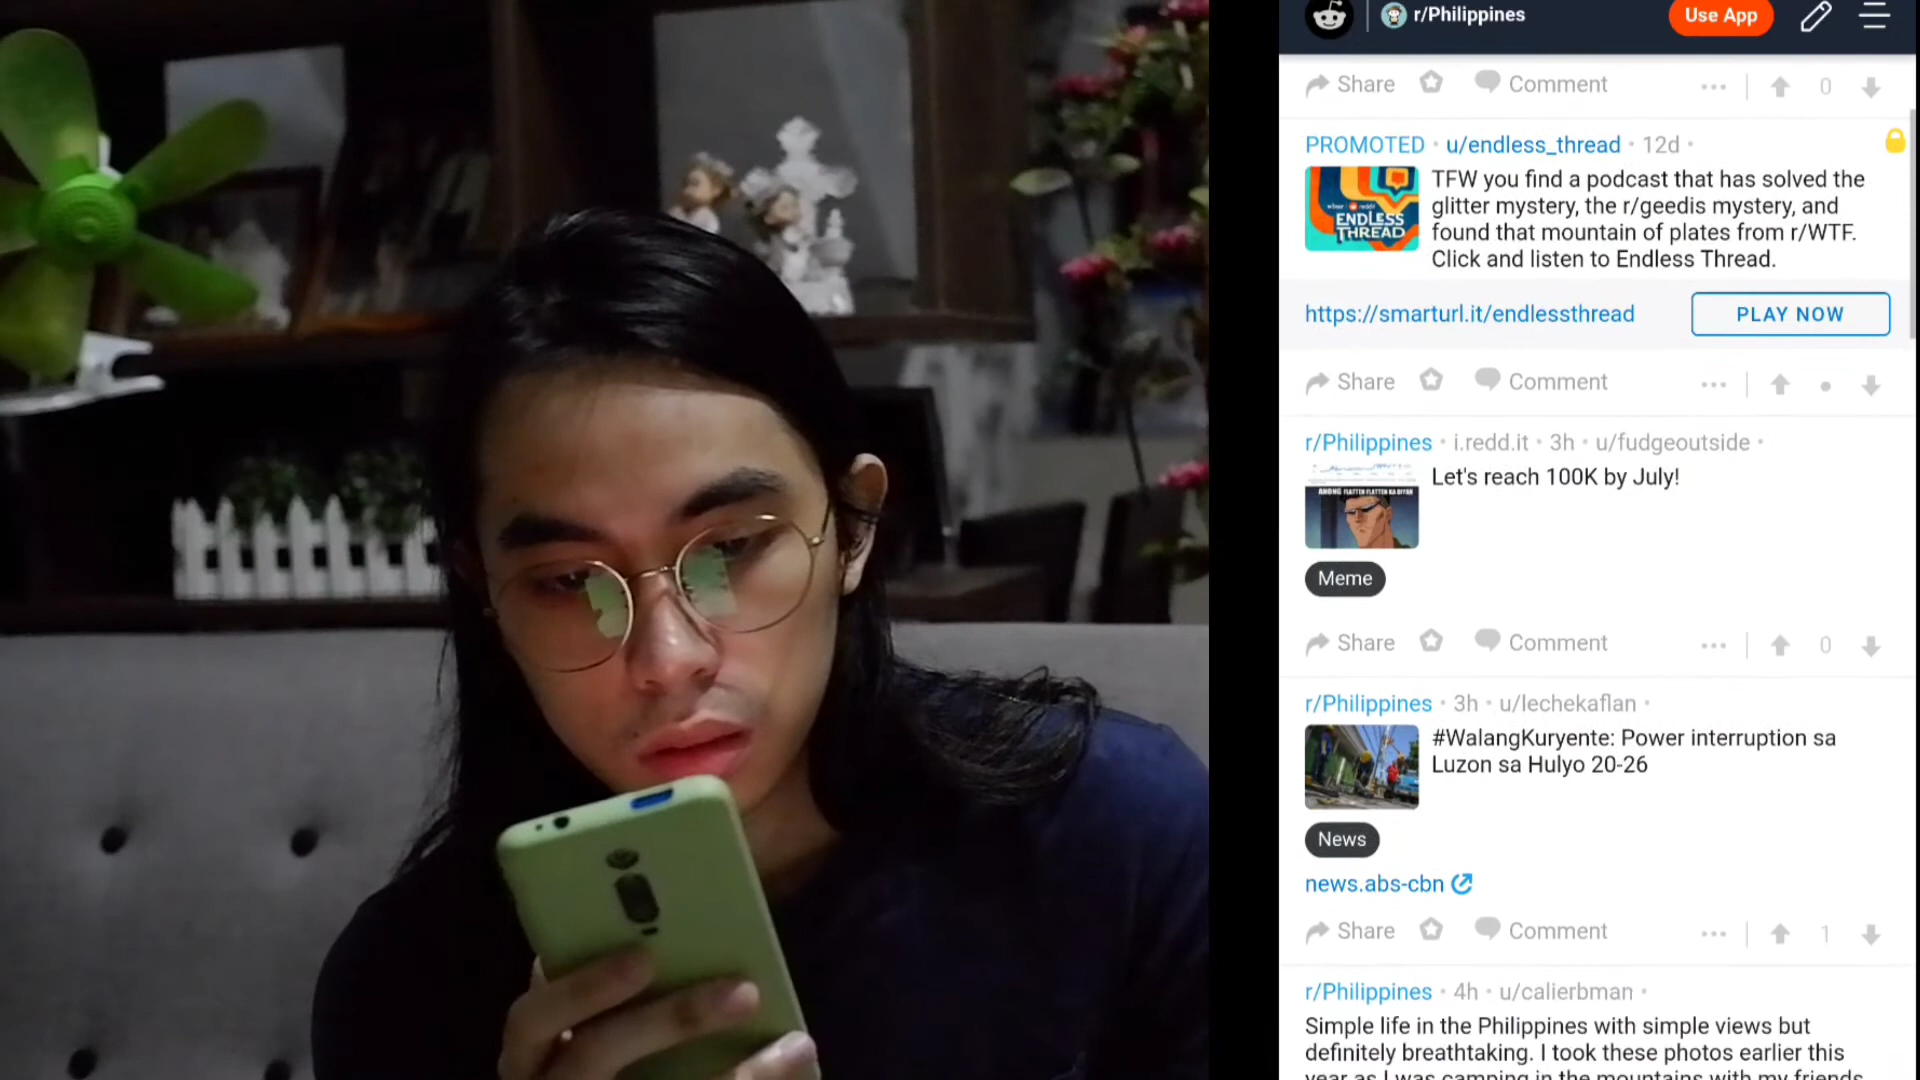 r/Philippines
Use App
Share
Comment
0
PROMOTED · u/endless_thread · 12d ·
ENDLESS
THREAD
TFW you find a podcast that has solved the
glitter mystery, the r/geedis mystery, and
found that mountain of plates from r/WTF.
Click and listen to Endless Thread.
https://smarturl.it/endlessthread
PLAY NOW
Share
Comment
r/Philippines · i.redd.it · 3h · u/fudgeoutside ·
ANONG FLATTEN FLATTEN KA DIYAN
Let's reach 100K by July!
Meme
Share
Comment
0
r/Philippines · 3h · u/lechekaflan ·
#WalangKuryente: Power interruption sa
Luzon sa Hulyo 20-26
News
news.abs-cbn
Share
Comment
1
r/Philippines · 4h · u/calierbman ·
Simple life in the Philippines with simple views but
definitely breathtaking. I took these photos earlier this
year as I was camping in the mountains with my friends